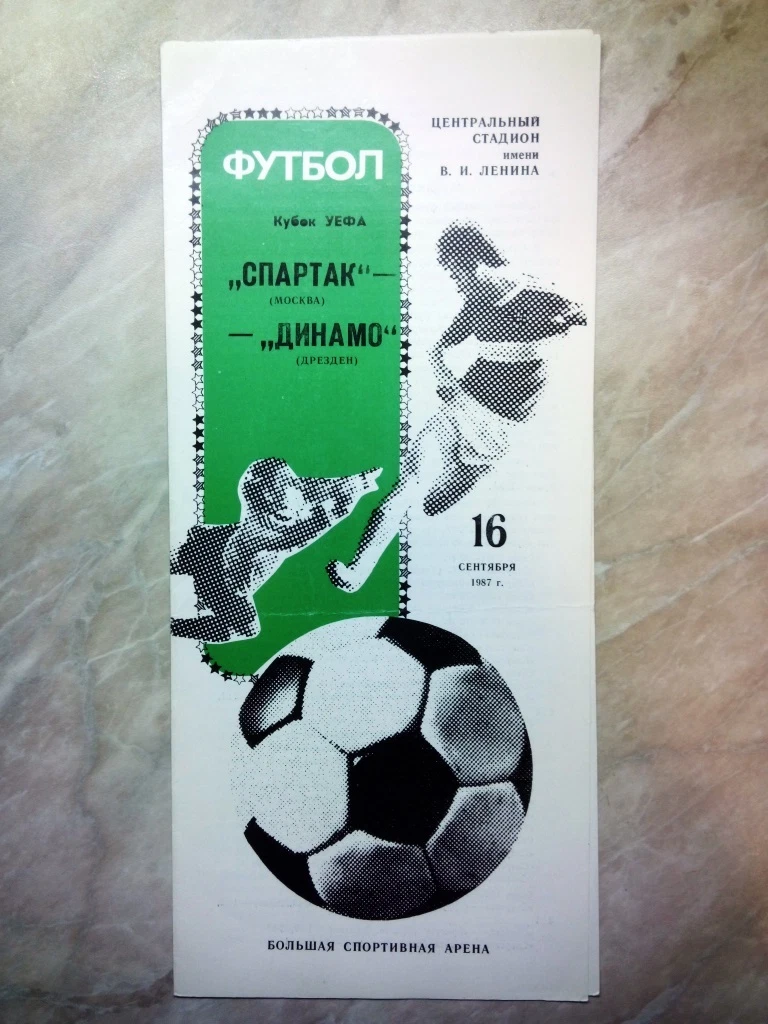 ФУТБОЛ
Кубок УЕФА
„СПАРТАК“ —
(МОСКВА)
— „ДИНАМО“
(ДРЕЗДЕН)
ЦЕНТРАЛЬНЫЙ
СТАДИОН
имени
В. И. ЛЕНИНА
16
СЕНТЯБРЯ
1987 г.
БОЛЬШАЯ СПОРТИВНАЯ АРЕНА